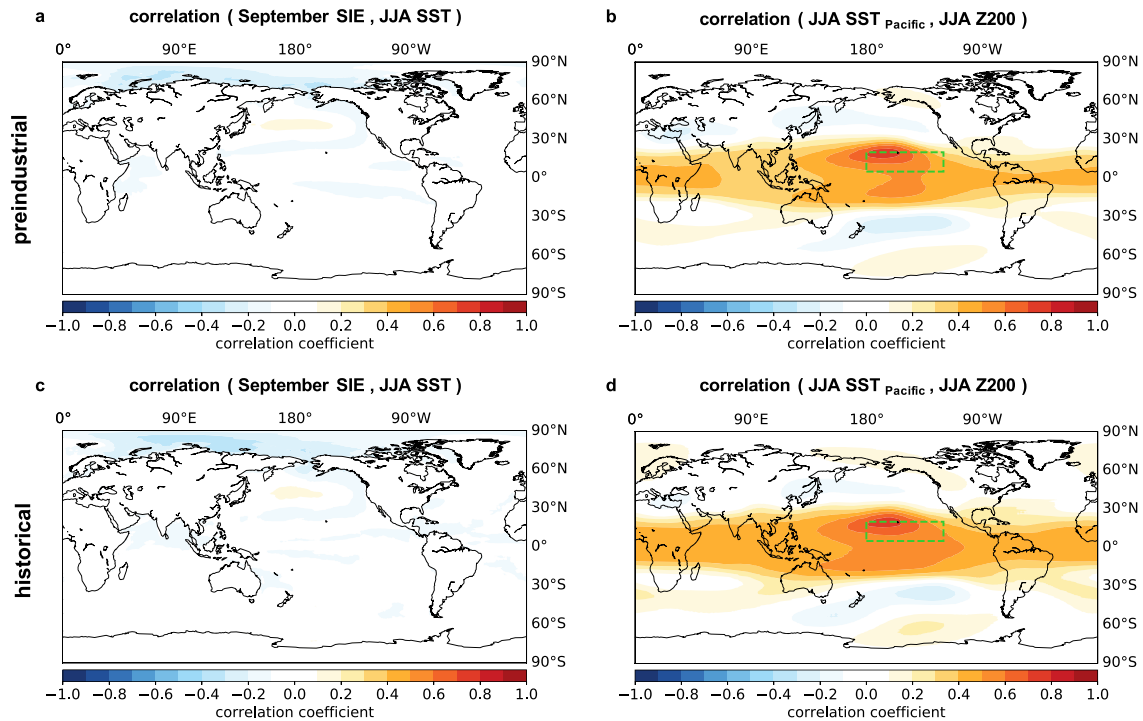 a correlation ( September SIE , JJA SST )
0° 90°E 180° 90°W
preindustrial
−1.0 −0.8 −0.6 −0.4 −0.2 0.0 0.2 0.4 0.6 0.8 1.0
correlation coefficient
b correlation ( JJA SST Pacific , JJA Z200 )
0° 90°E 180° 90°W
90°N
60°N
30°N
0°
30°S
60°S
90°S
−1.0 −0.8 −0.6 −0.4 −0.2 0.0 0.2 0.4 0.6 0.8 1.0
correlation coefficient
90°N
60°N
30°N
0°
30°S
60°S
90°S
c correlation ( September SIE , JJA SST )
0° 90°E 180° 90°W
historical
90°N
60°N
30°N
0°
30°S
60°S
90°S
−1.0 −0.8 −0.6 −0.4 −0.2 0.0 0.2 0.4 0.6 0.8 1.0
correlation coefficient
d correlation ( JJA SST Pacific , JJA Z200 )
0° 90°E 180° 90°W
90°N
60°N
30°N
0°
30°S
60°S
90°S
−1.0 −0.8 −0.6 −0.4 −0.2 0.0 0.2 0.4 0.6 0.8 1.0
correlation coefficient